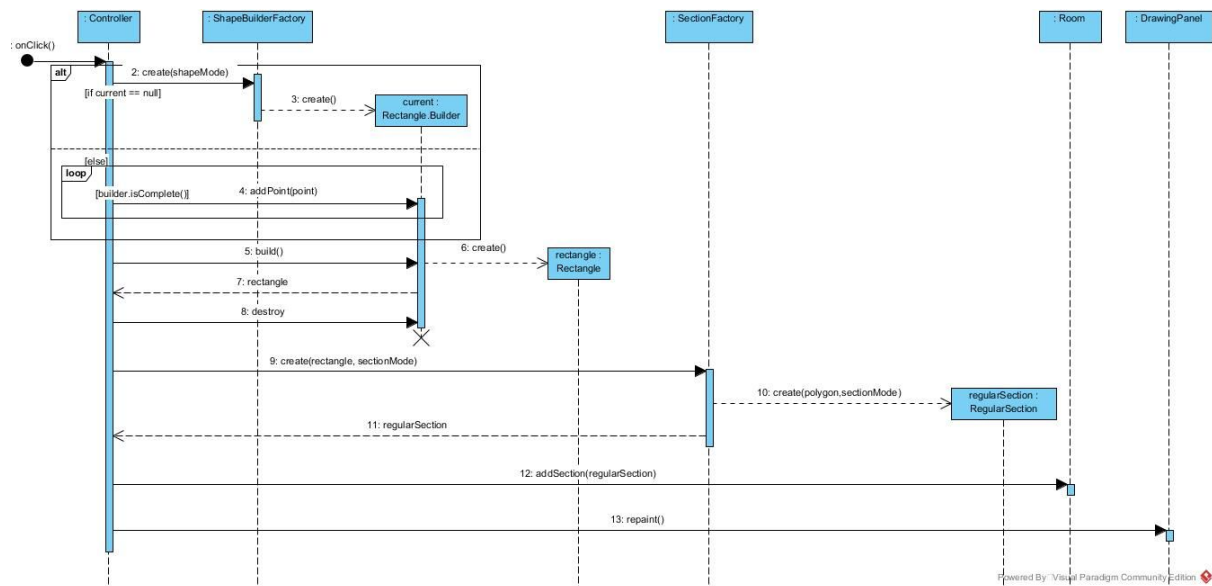 : Controller
: ShapeBuilderFactory
: SectionFactory
: Room
: DrawingPanel
: onClick()
alt
2: create(shapeMode)
[if current == null]
3: create()
current :
Rectangle.Builder
[else]
loop
[builder.isComplete()]
4: addPoint(point)
5: build()
6: create()
rectangle :
Rectangle
7: rectangle
8: destroy
9: create(rectangle, sectionMode)
10: create(polygon,sectionMode)
regularSection :
RegularSection
11: regularSection
12: addSection(regularSection)
13: repaint()
Powered By Visual Paradigm Community Edition